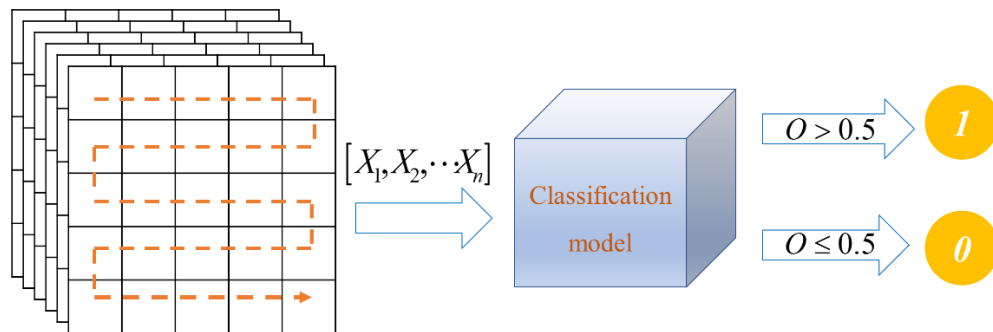 [X₁, X₂, ⋯Xₙ]
Classification
model
O > 0.5
1
O ≤ 0.5
0